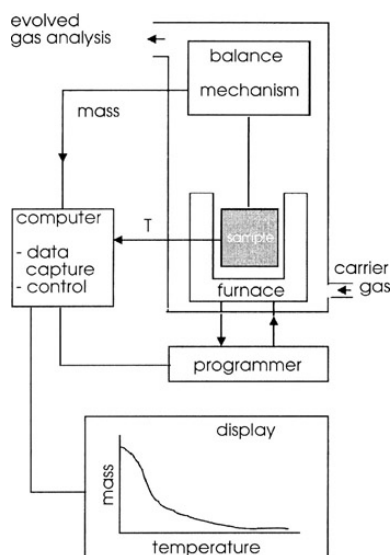 evolved
gas analysis
balance
mechanism
mass
computer
- data
capture
- control
T
sample
furnace
carrier
gas
programmer
display
mass
temperature